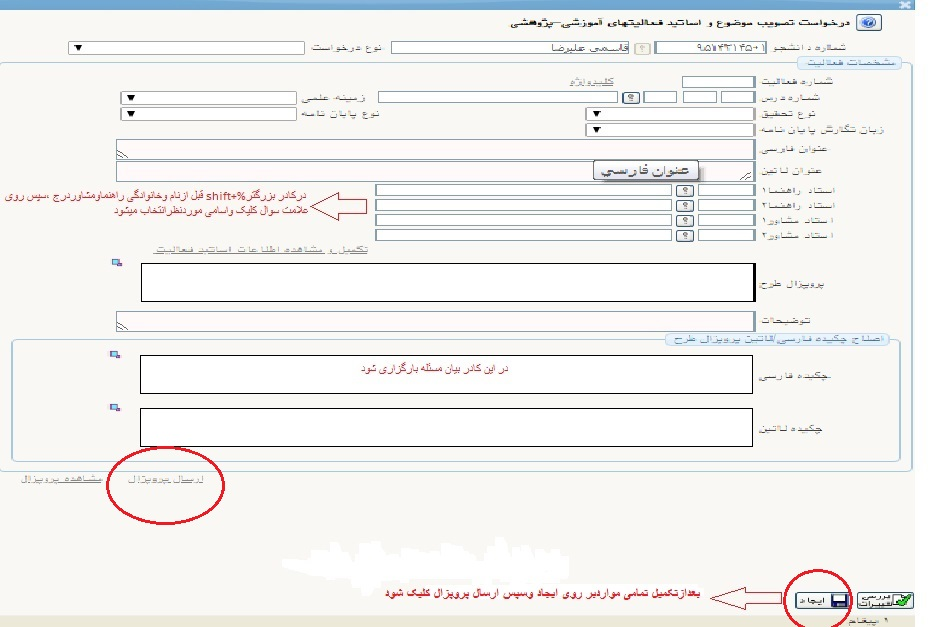 درخواست تصویب موضوع و اساتید فعالیتهای آموزشی-پژوهشی
شماره دانشجو
قاسمی علیرضا
نوع درخواست
مشخصات فعالیت
شماره فعالیت
کلیدواژه
شماره درس
زمینه علمی
نوع تحقیق
نوع پایان نامه
زبان نگارش پایان نامه
عنوان فارسی
عنوان لاتین
عنوان فارسی
استاد راهنما۱
استاد راهنما۲
استاد مشاور۱
استاد مشاور۲
درکادر بزرگتر%+shift قبل ازنام وخانوادگی راهنماومشاوردرج ،سپس روی
علامت سوال کلیک واسامی موردنظرانتخاب میشود
تکمیل و مشاهده اطلاعات اساتید فعالیت
پروپزال طرح
توضیحات
اصلاح چکیده فارسی/لاتین پروپزال طرح
چکیده فارسی
در این کادر بیان مسئله بارگزاری شود
چکیده لاتین
ارسال پروپزال
مشاهده پروپزال
بعدازتکمیل تمامی مواردبر روی ایجاد وسپس ارسال پروپزال کلیک شود
ایجاد
بررسی تغییرات
۱ پیغام